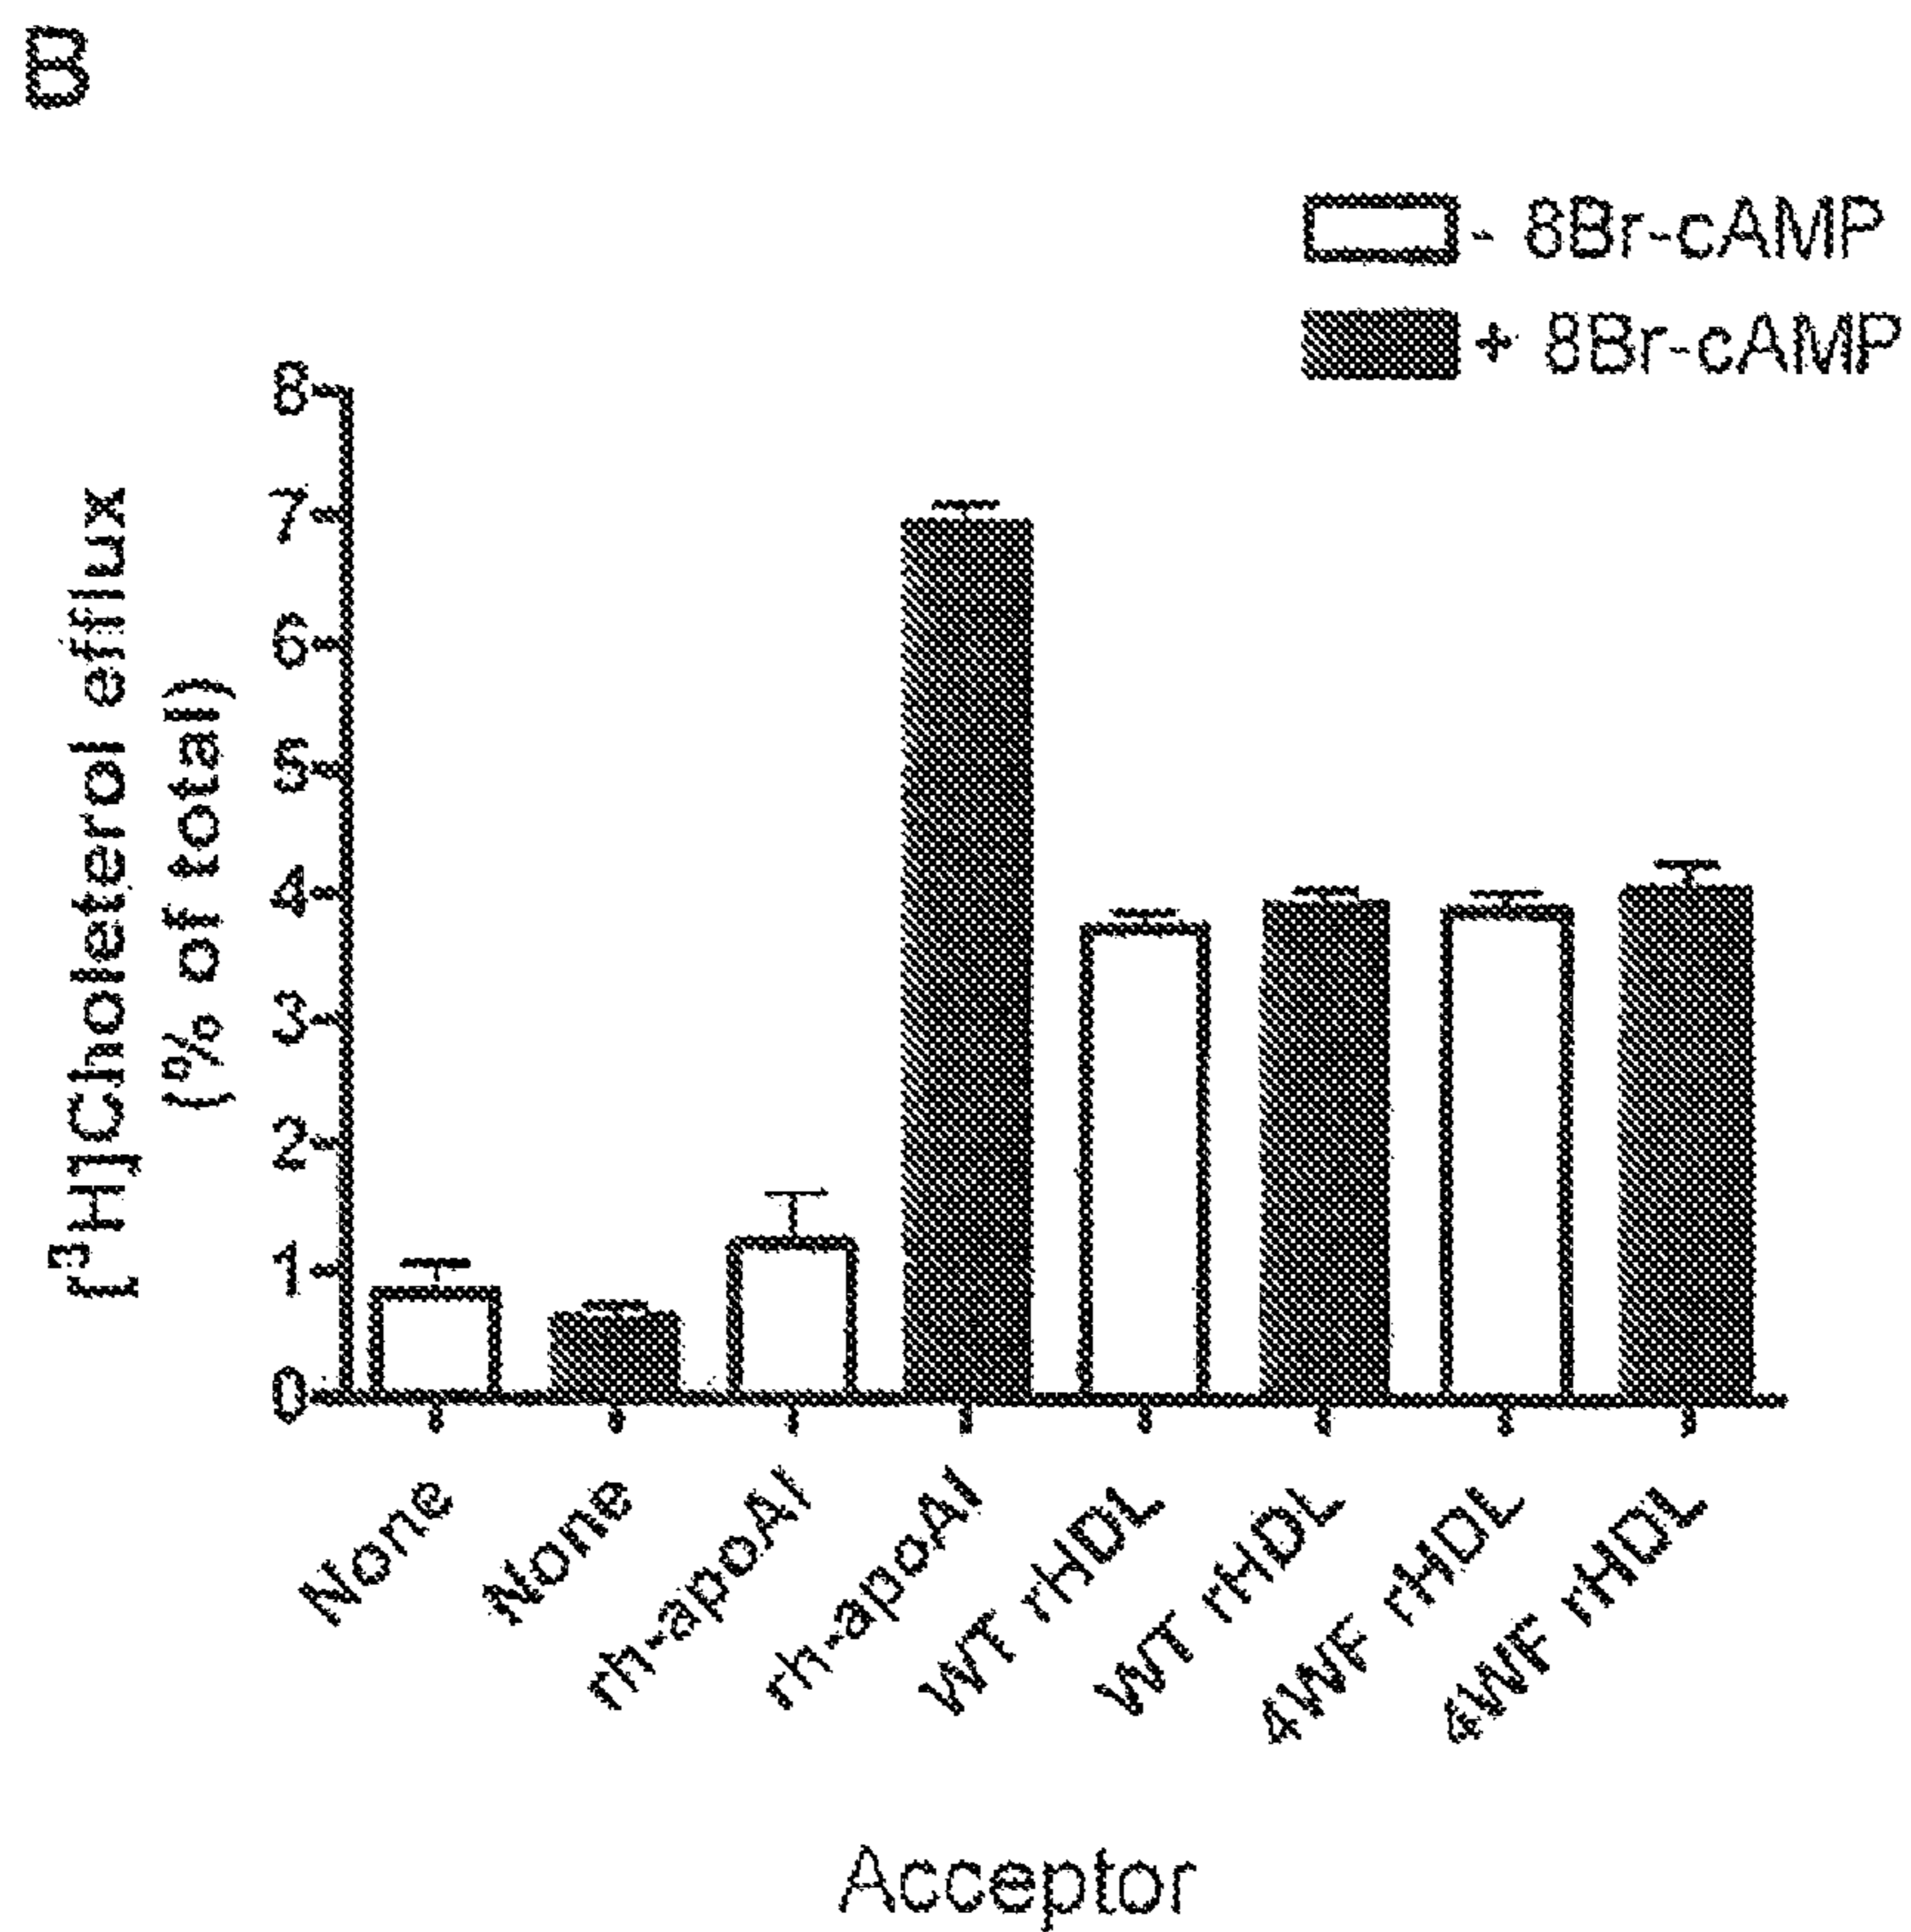 B
- 8Br-cAMP
+ 8Br-cAMP
[³H]Choleterol efflux
(% of total)
8
7
6
5
4
3
2
1
0
None
None
rh-apoAI
rh-apoAI
WT rHDL
WT rHDL
4WF rHDL
4WF rHDL
Acceptor